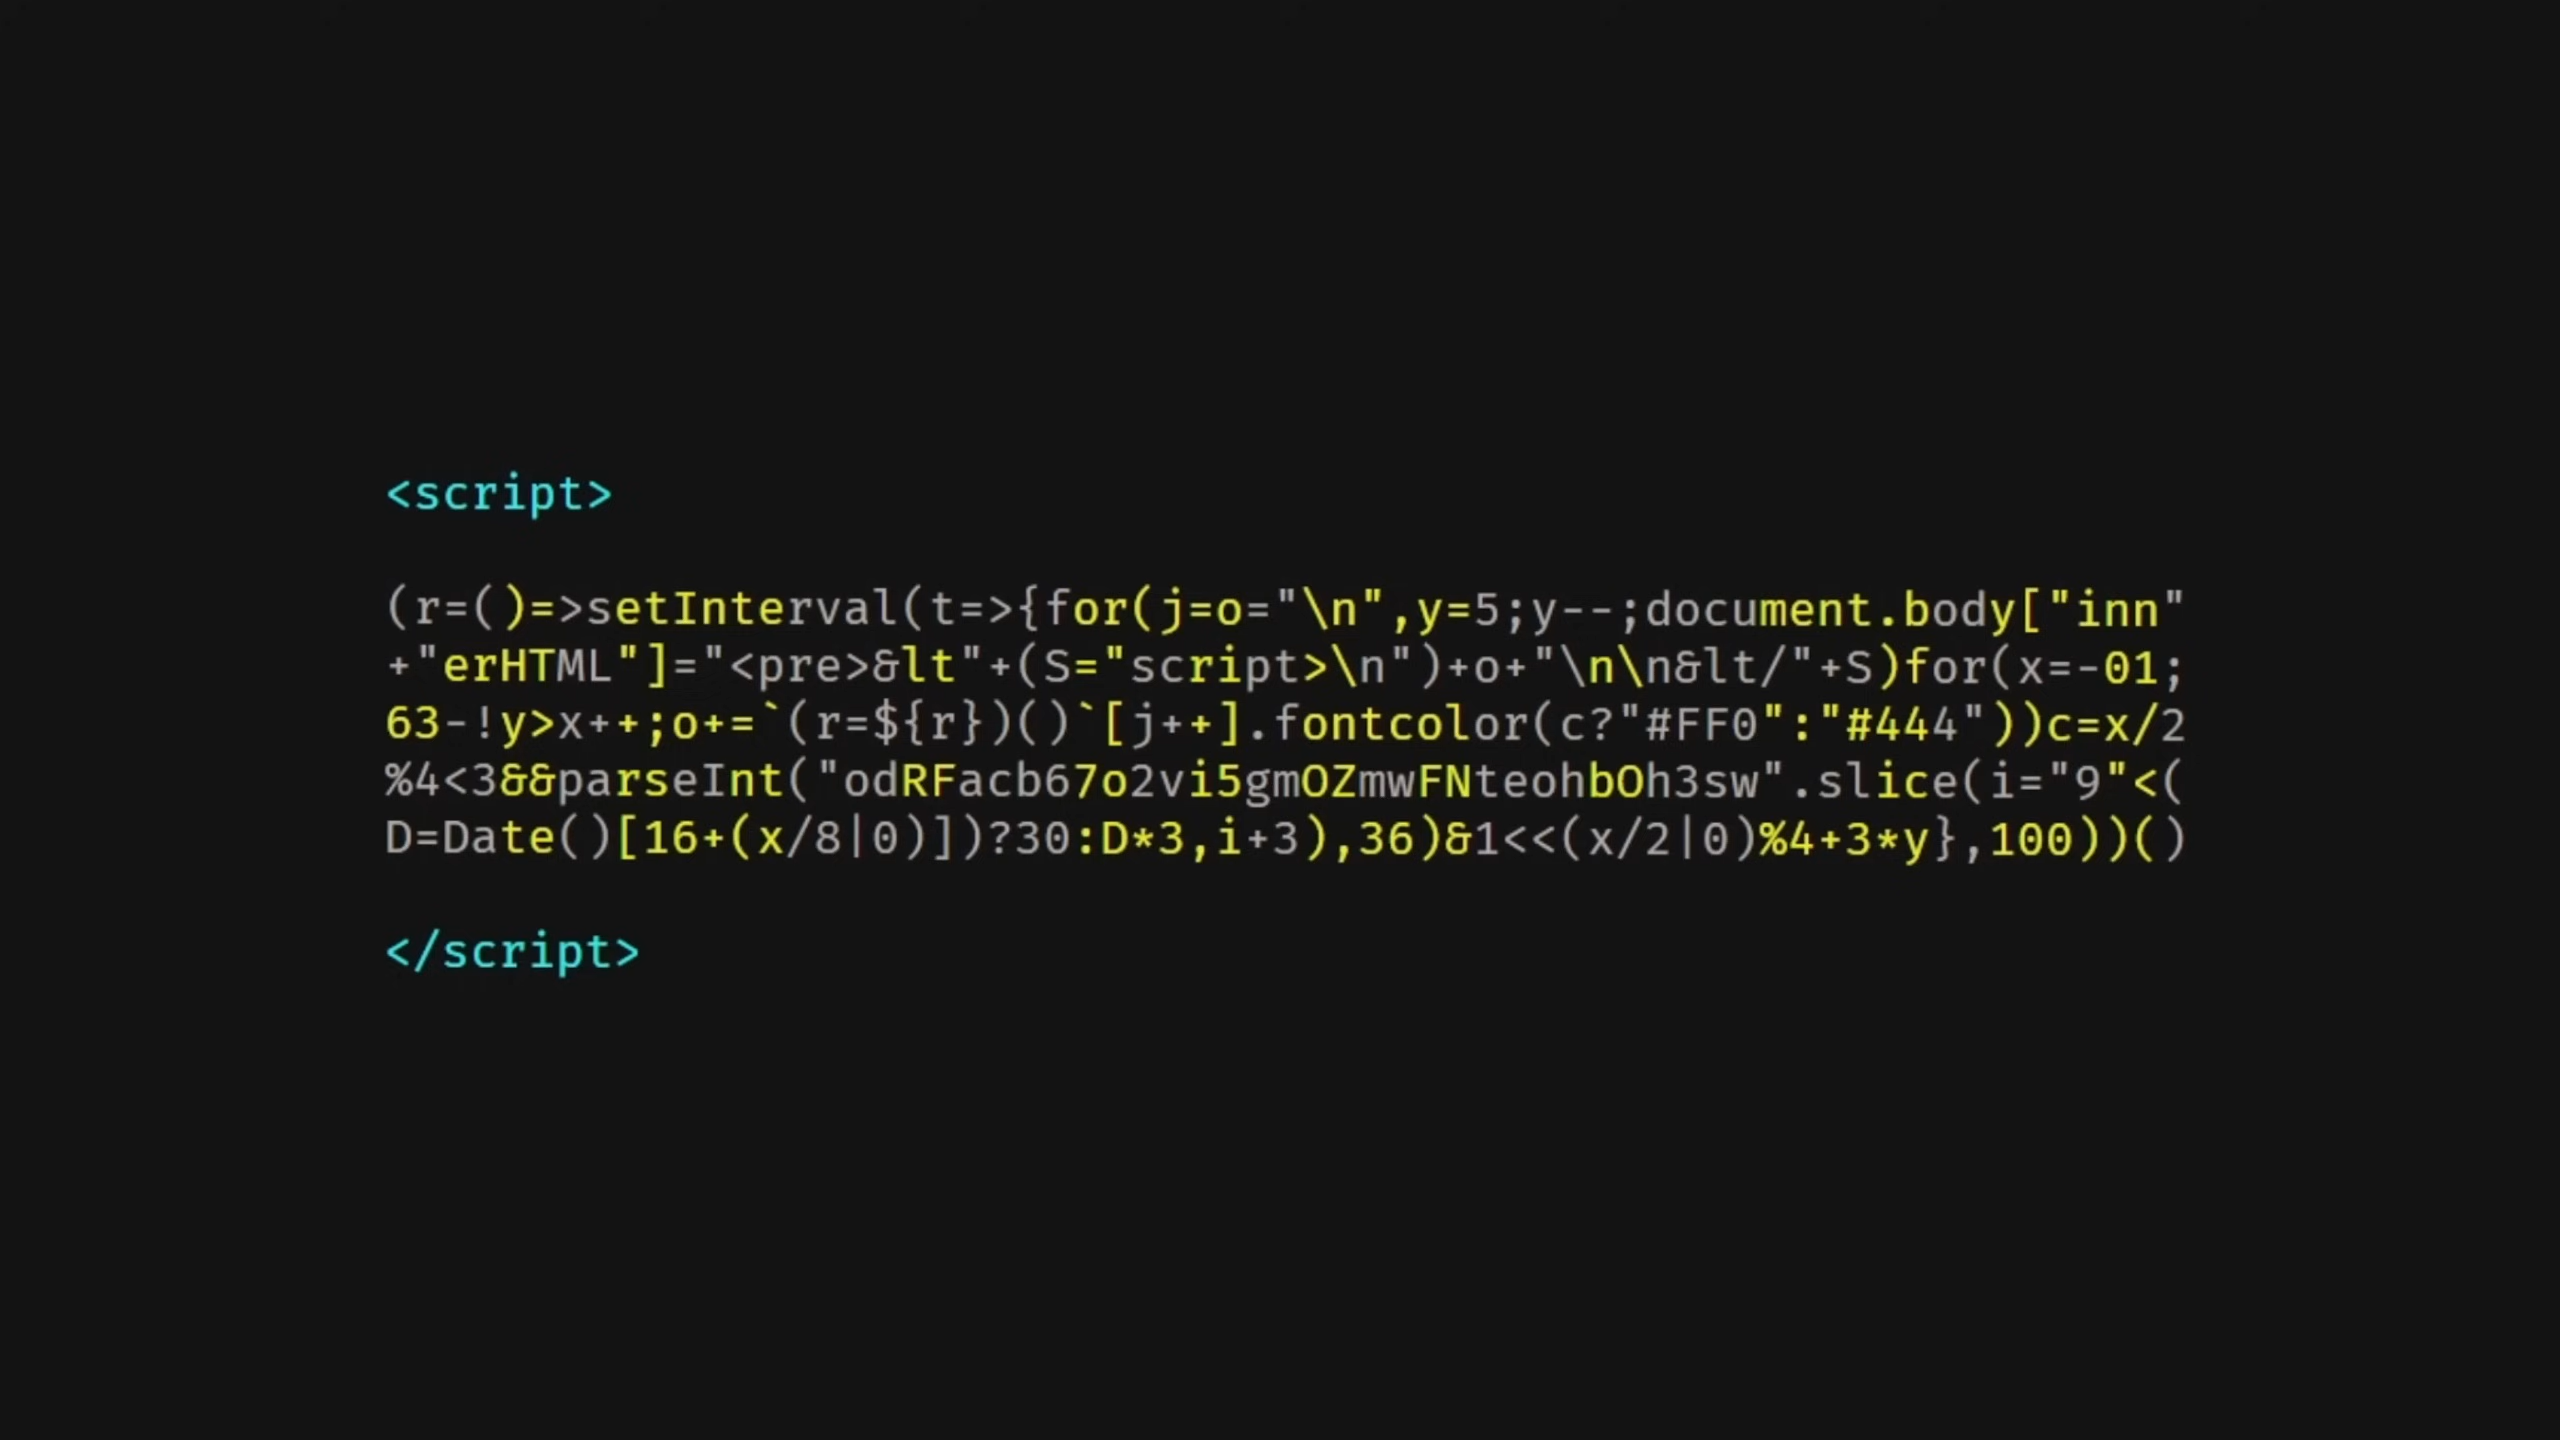 <script>
(r=()=>setInterval(t=>{for(j=o="\n",y=5;y--;document.body["inn"
+"erHTML"]="<pre>&lt"+(S="script>\n")+o+"\n\n&lt/"+S)for(x=-01;
63-!y>x++;o+=`(r=${r})()`[j++].fontcolor(c?"#FF0":"#444"))c=x/2
%4<3&&parseInt("odRFacb67o2vi5gmOZmwFNteohbOh3sw".slice(i="9"<(
D=Date()[16+(x/8|0)])?30:D*3,i+3),36)&1<<(x/2|0)%4+3*y},100))()
</script>